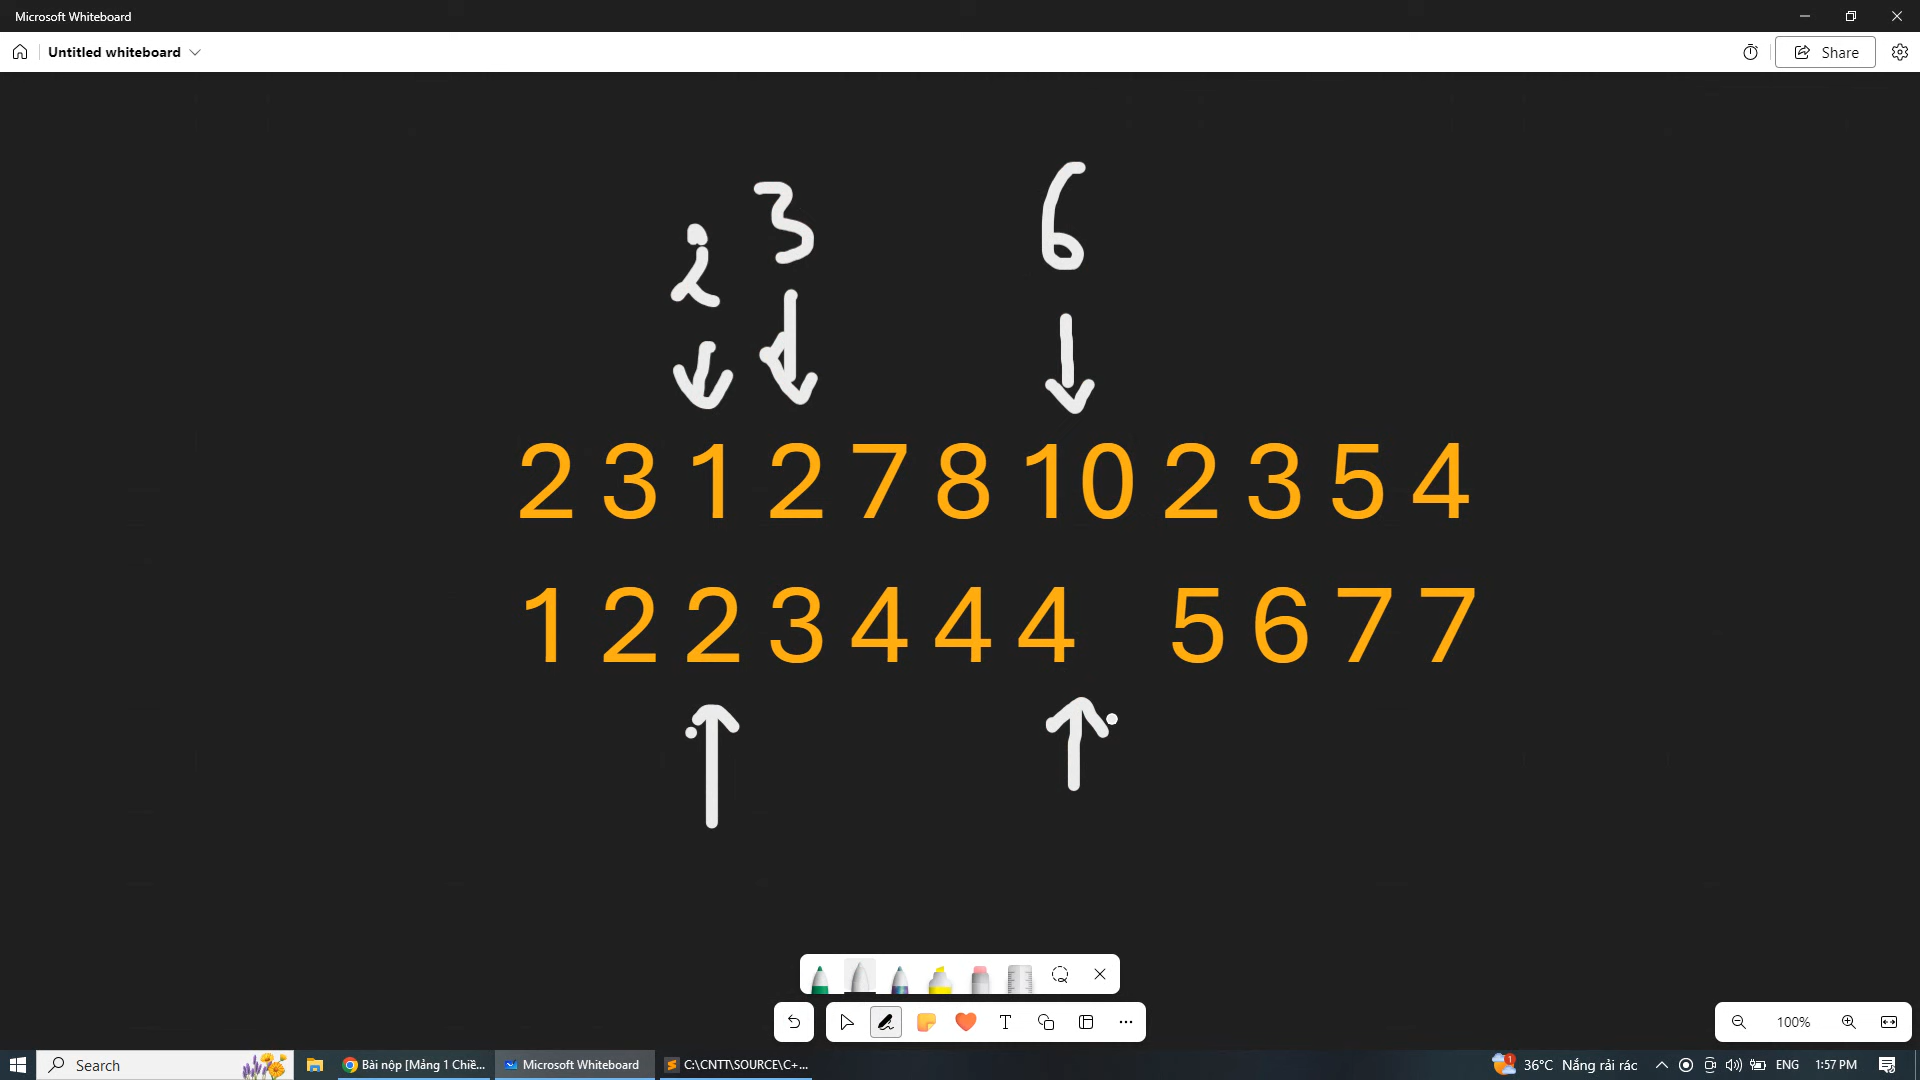 Microsoft Whiteboard
Untitled whiteboard
Share
i 3 6
2 3 1 2 7 8 10 2 3 5 4
1 2 2 3 4 4 4 5 6 7 7
T
100%
Search
Bài nộp [Mảng 1 Chiề...
Microsoft Whiteboard
C:\CNTT\SOURCE\C+...
1
36°C Nắng rải rác
ENG
1:57 PM